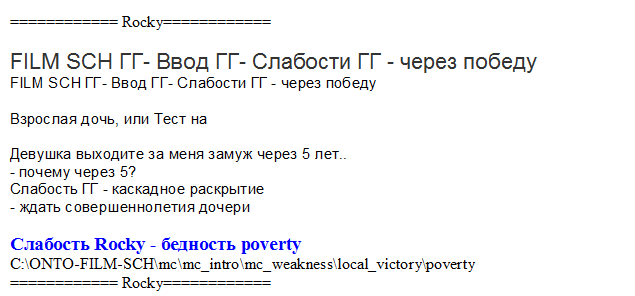 ============ Rocky============
FILM SCH ГГ- Ввод ГГ- Слабости ГГ - через победу
FILM SCH ГГ- Ввод ГГ- Слабости ГГ - через победу
Взрослая дочь, или Тест на
Девушка выходите за меня замуж через 5 лет..
- почему через 5?
Слабость ГГ - каскадное раскрытие
- ждать совершеннолетия дочери
Слабость Rocky - бедность poverty
C:\ONTO-FILM-SCH\mc\mc_intro\mc_weakness\local_victory\poverty
============ Rocky============